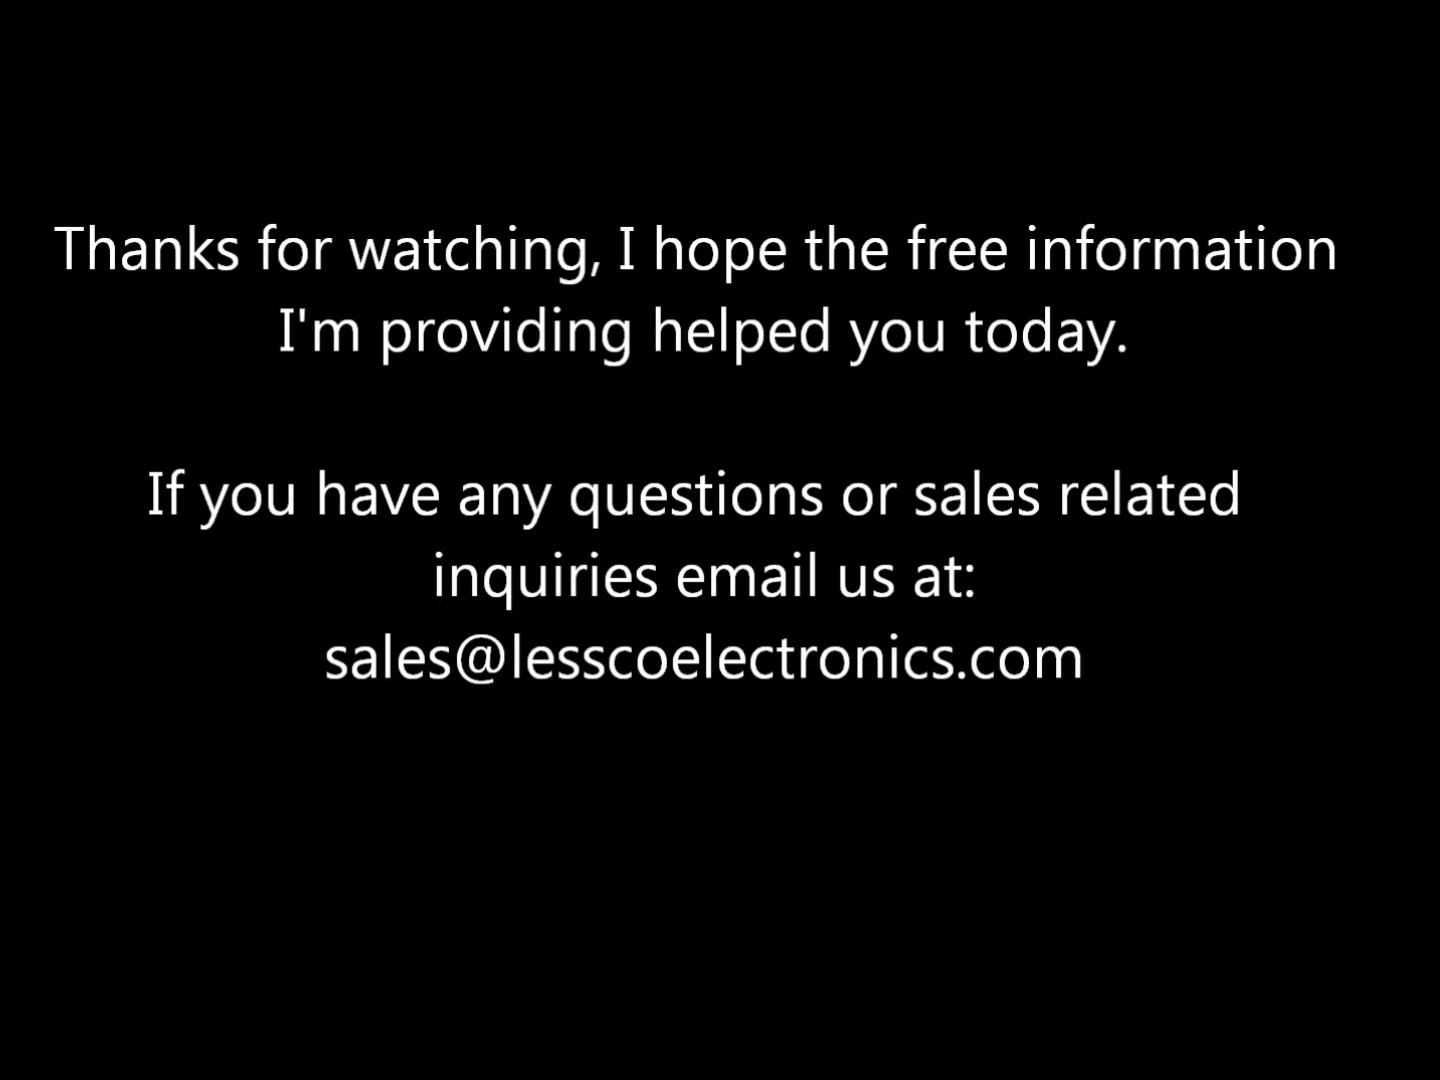 Thanks for watching, I hope the free information
I'm providing helped you today.
If you have any questions or sales related
inquiries email us at:
sales@lesscoelectronics.com